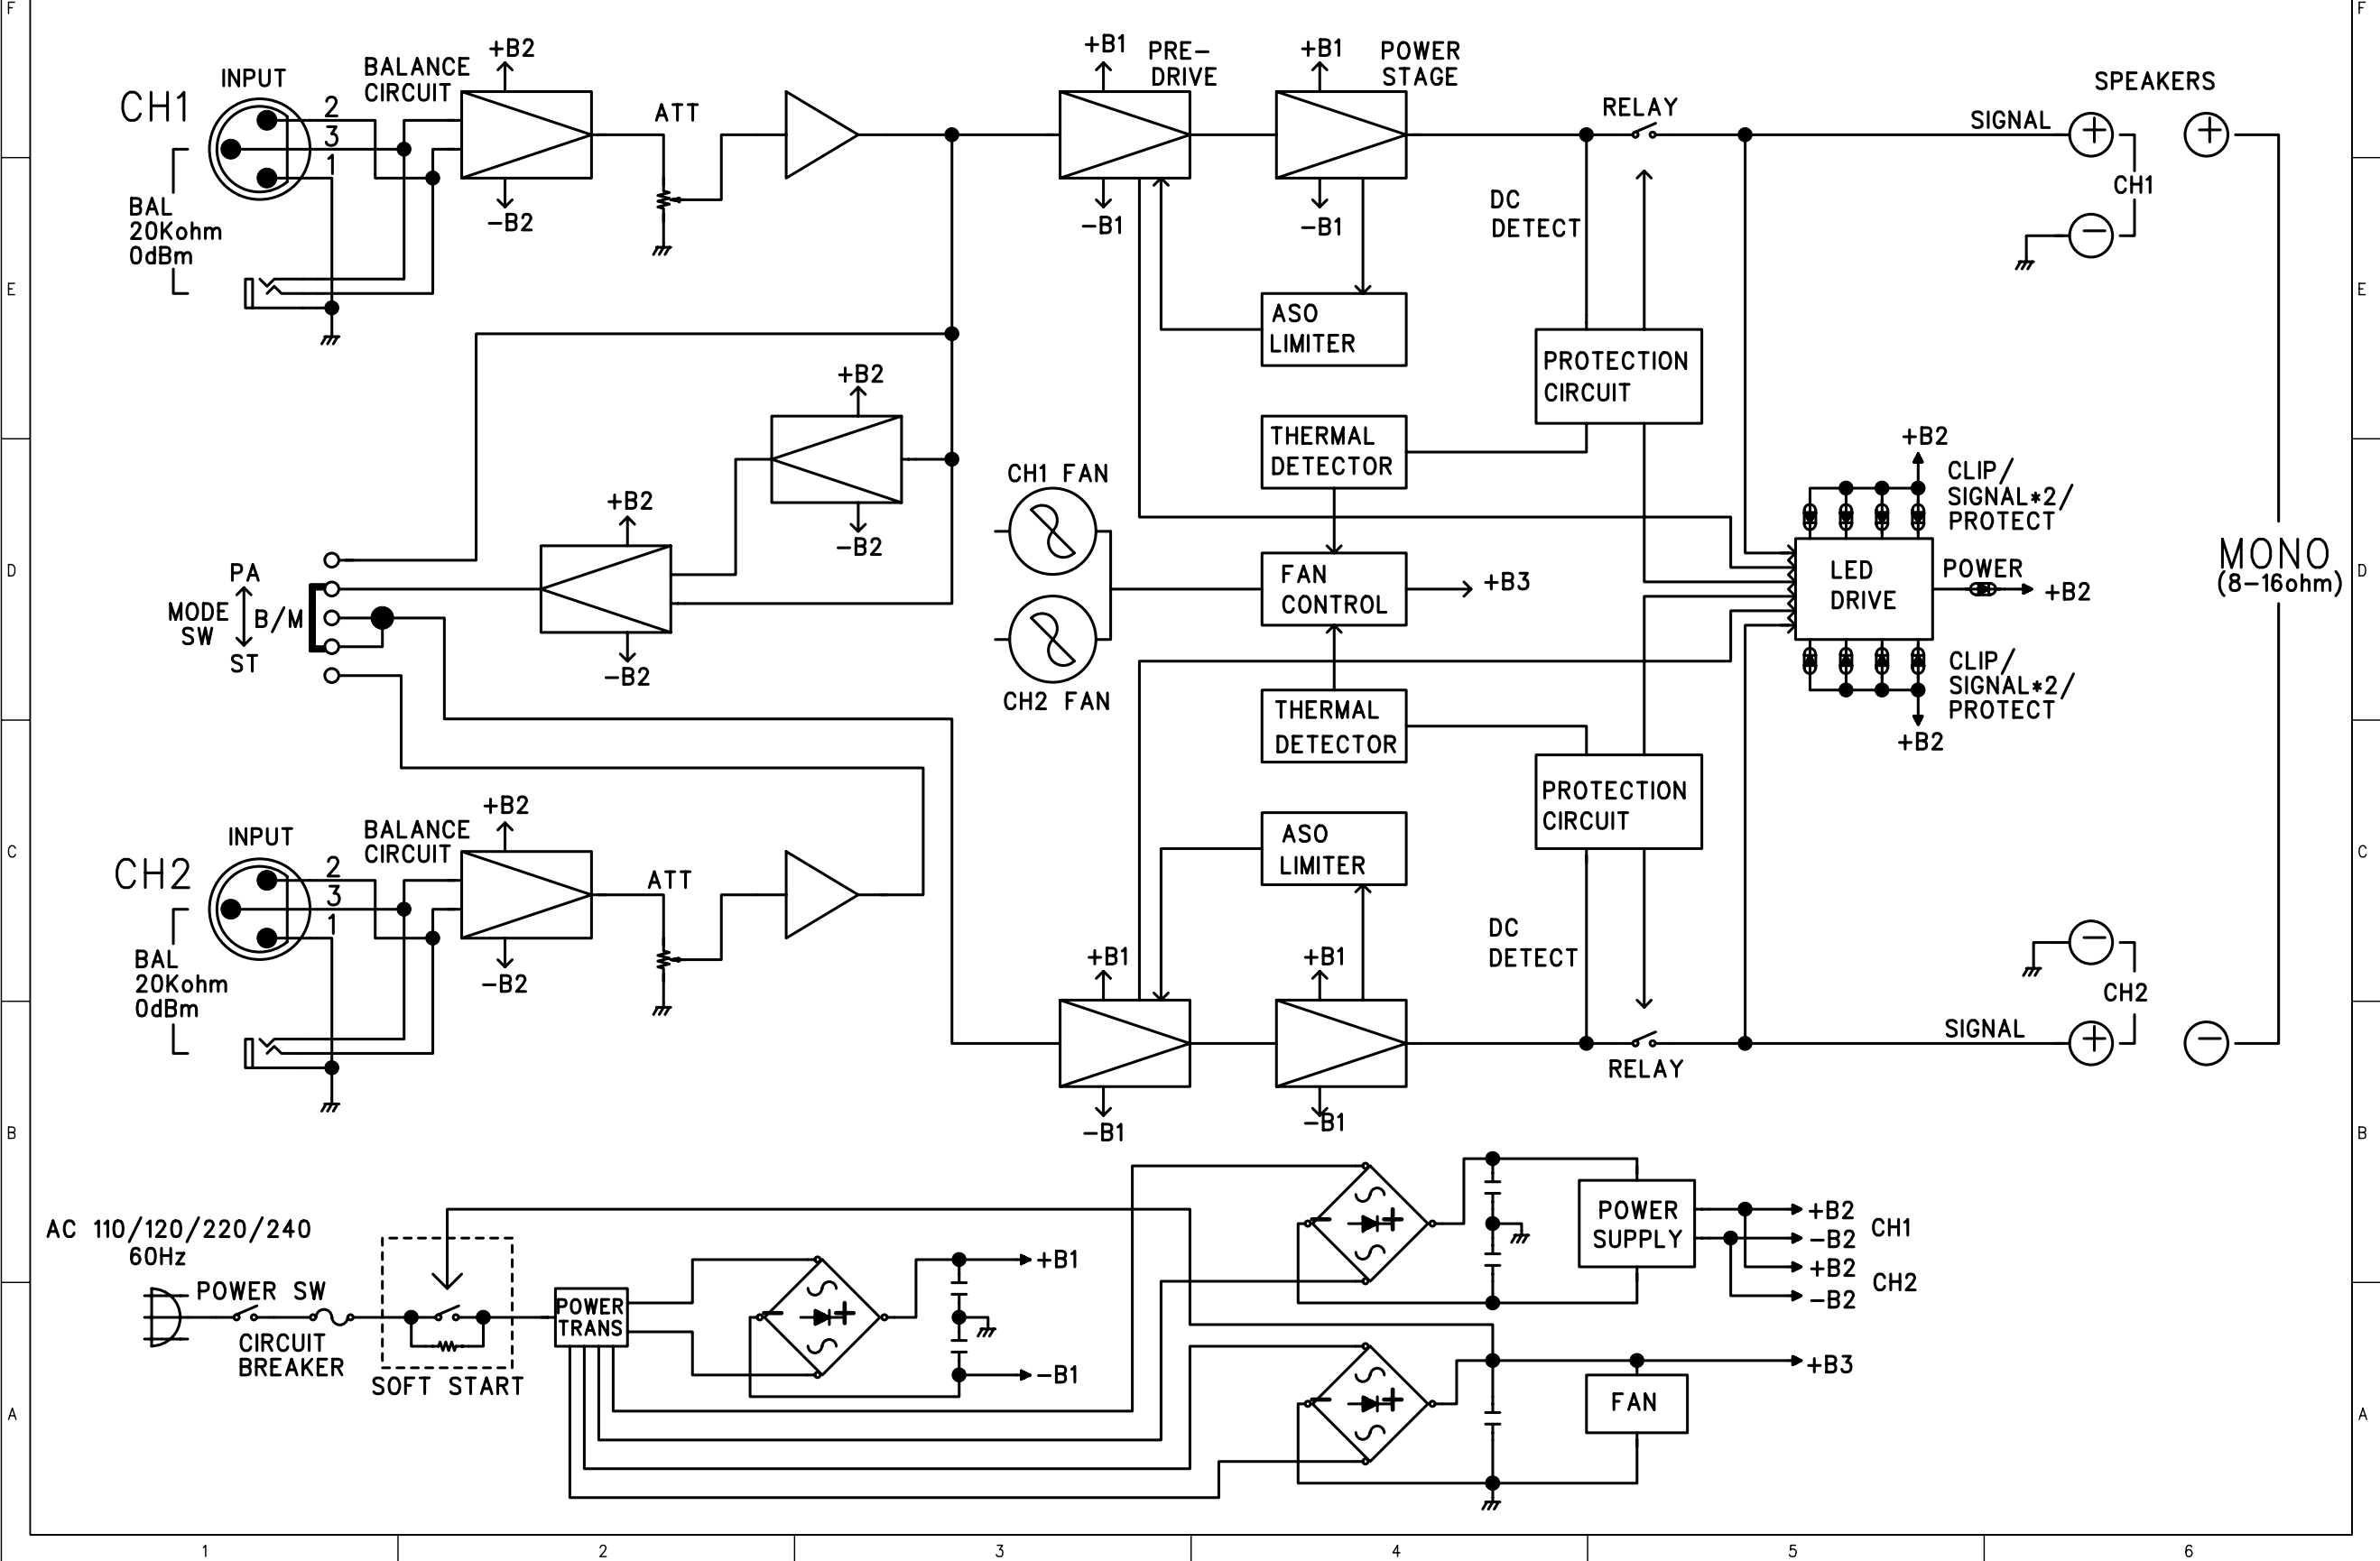 F
F
CH1
INPUT
BALANCE
CIRCUIT
+B2
-B2
2
3
1
BAL
20Kohm
0dBm
ATT
+B1
PRE-
DRIVE
-B1
+B1
POWER
STAGE
-B1
RELAY
SIGNAL
SPEAKERS
CH1
DC
DETECT
E
E
ASO
LIMITER
PROTECTION
CIRCUIT
+B2
-B2
+B2
-B2
CH1 FAN
CH2 FAN
THERMAL
DETECTOR
FAN
CONTROL
+B3
THERMAL
DETECTOR
D
D
PA
MODE
SW
B/M
ST
+B2
CLIP/
SIGNAL*2/
PROTECT
LED
DRIVE
POWER
+B2
CLIP/
SIGNAL*2/
PROTECT
+B2
MONO
(8-16ohm)
PROTECTION
CIRCUIT
ASO
LIMITER
C
C
CH2
INPUT
BALANCE
CIRCUIT
+B2
-B2
2
3
1
BAL
20Kohm
0dBm
ATT
+B1
-B1
+B1
-B1
DC
DETECT
RELAY
SIGNAL
CH2
B
B
AC 110/120/220/240
60Hz
POWER SW
CIRCUIT
BREAKER
SOFT START
POWER
TRANS
+B1
-B1
POWER
SUPPLY
+B2
-B2
CH1
+B2
-B2
CH2
+B3
FAN
A
A
1
2
3
4
5
6